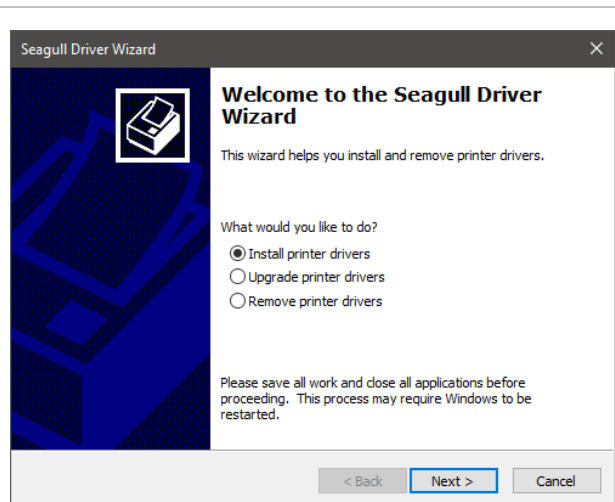 Seagull Driver Wizard
Welcome to the Seagull Driver
Wizard
This wizard helps you install and remove printer drivers.
What would you like to do?
Install printer drivers
Upgrade printer drivers
Remove printer drivers
Please save all work and close all applications before
proceeding. This process may require Windows to be
restarted.
< Back Next > Cancel